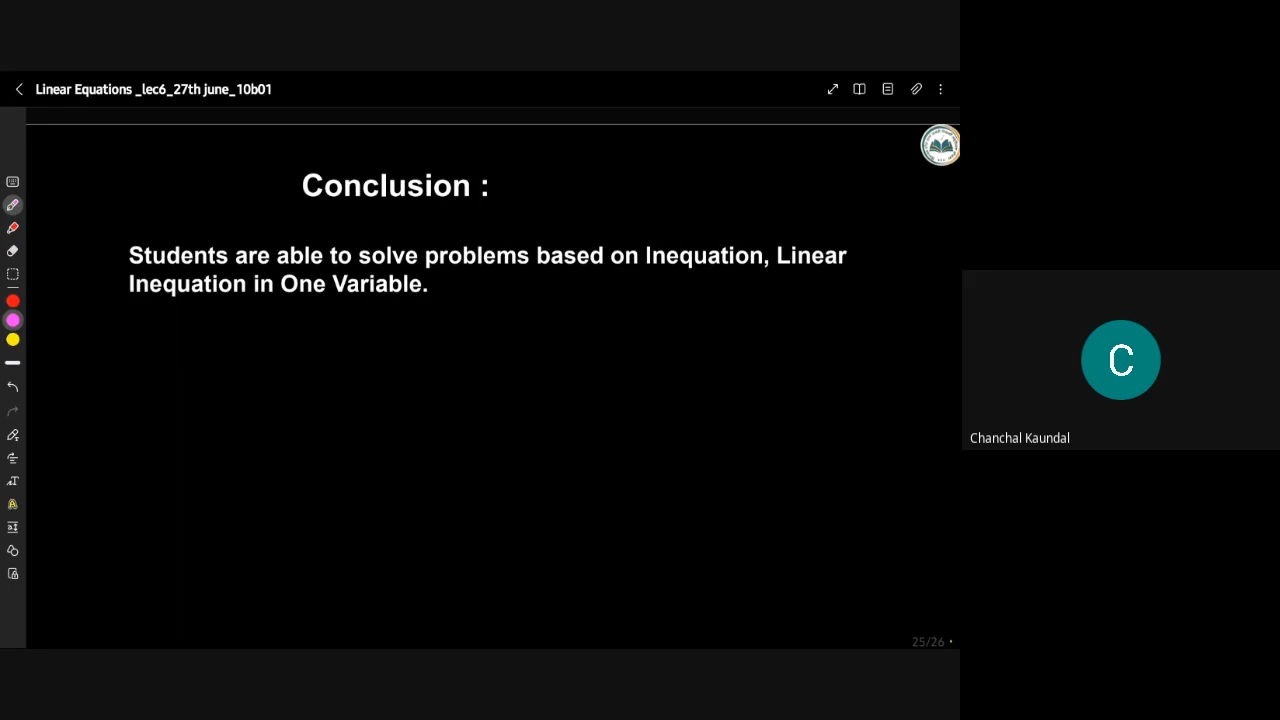 Linear Equations _lec6_27th june_10b01
Conclusion :
Students are able to solve problems based on Inequation, Linear
Inequation in One Variable.
C
Chanchal Kaundal
25/26